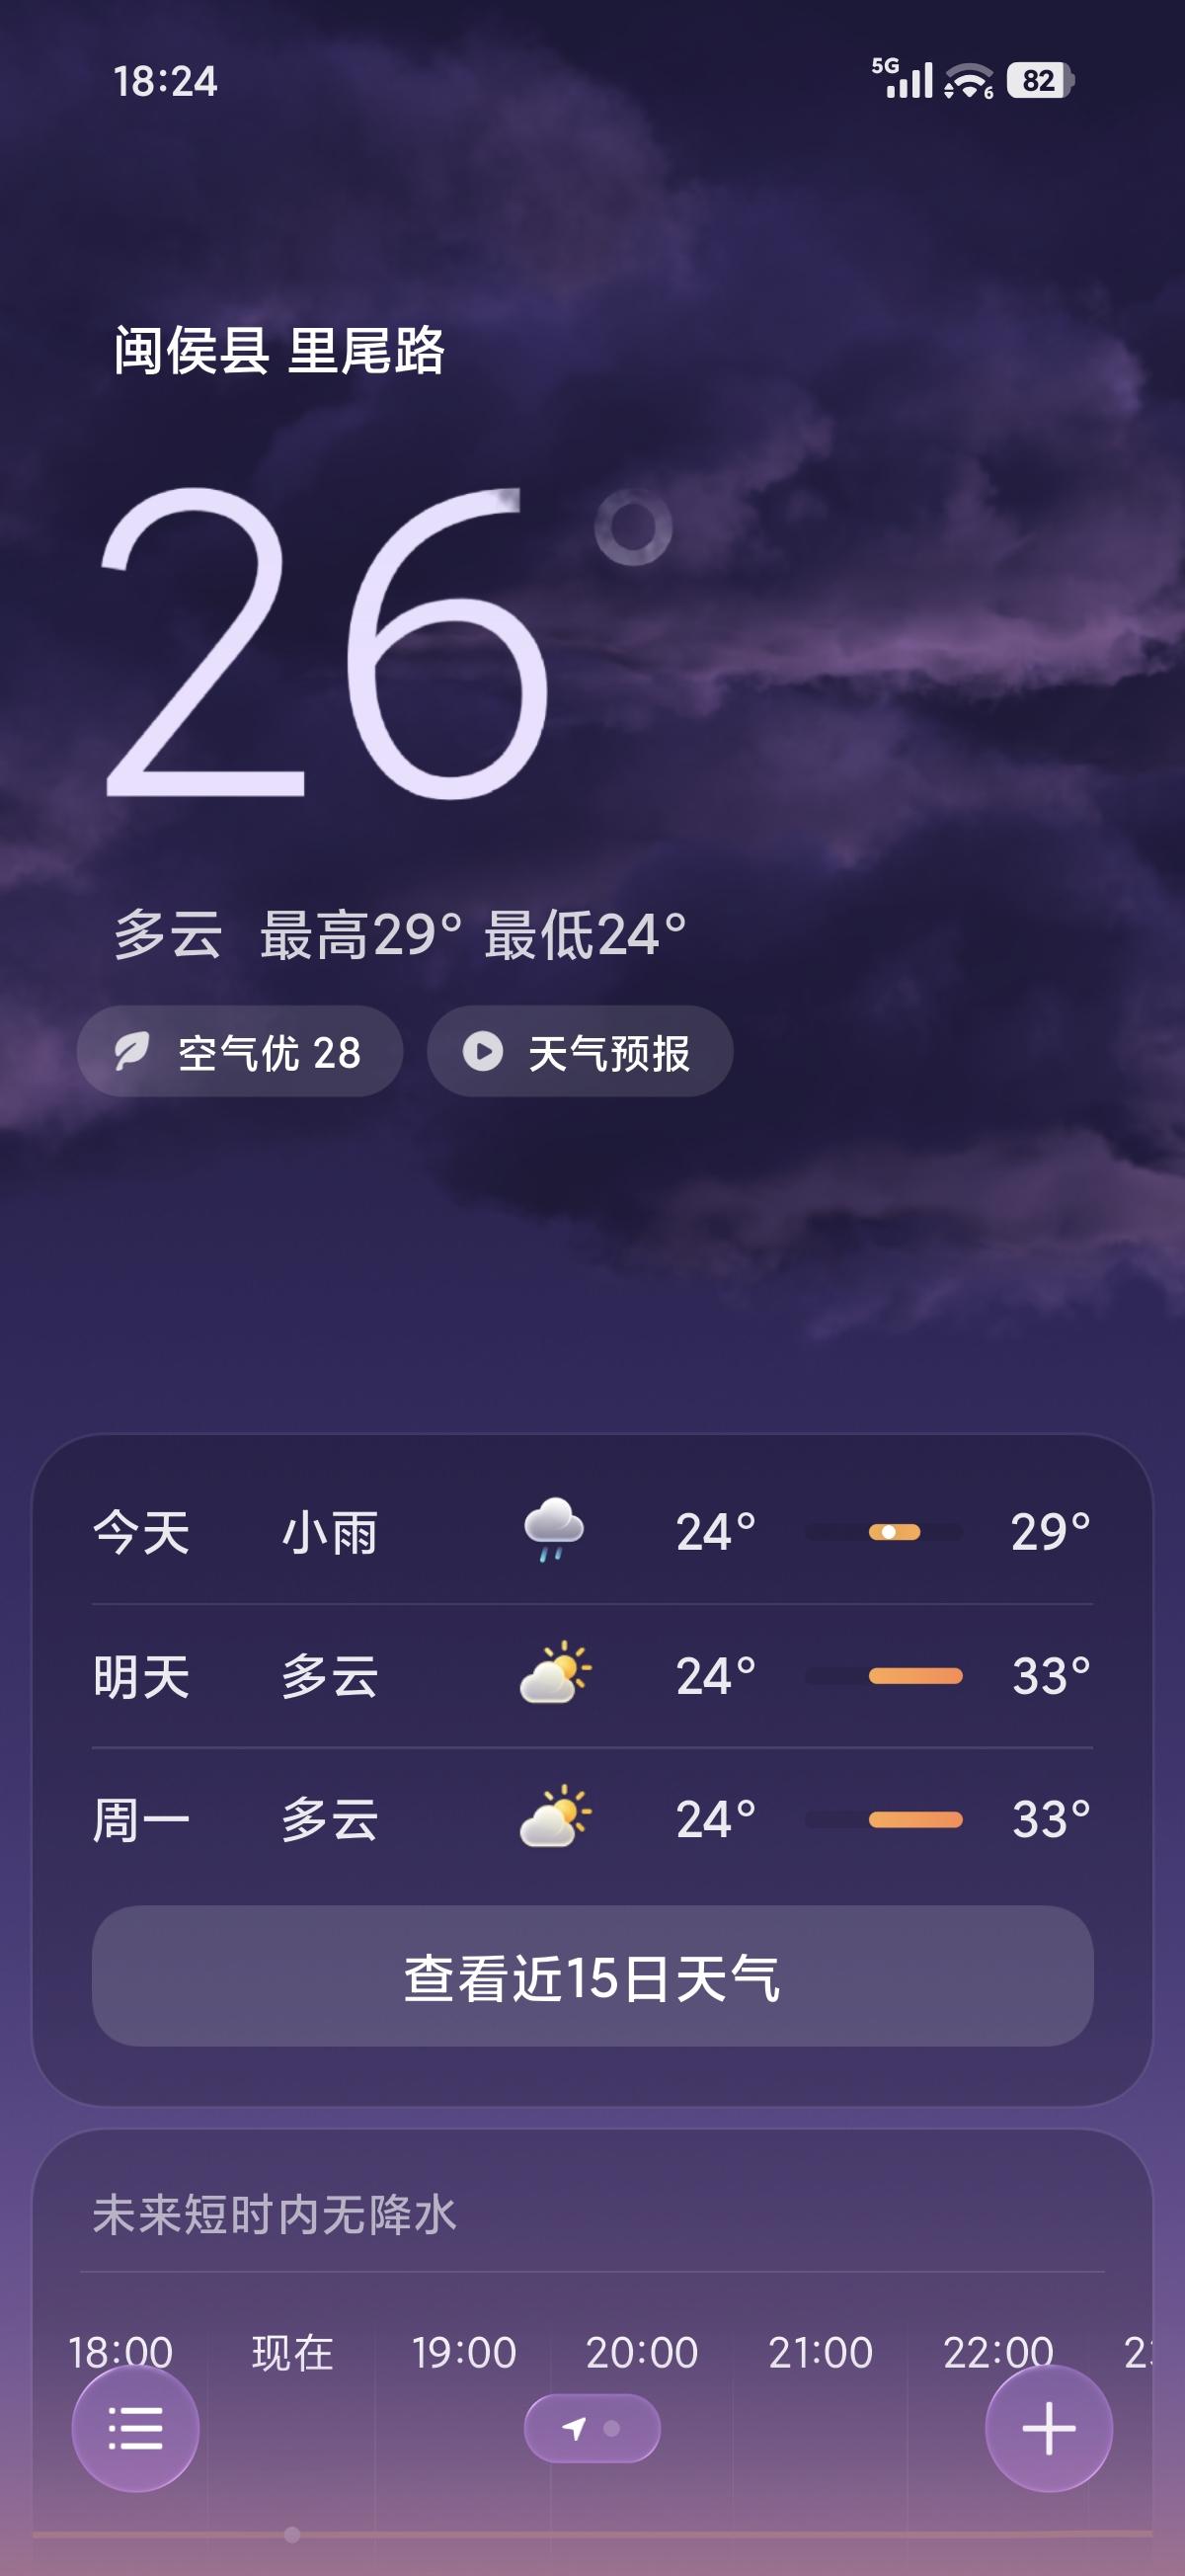 18:24
5G
6
82
闽侯县 里尾路
26°
多云 最高29° 最低24°
空气优 28
天气预报
今天 小雨 24° 29°
明天 多云 24° 33°
周一 多云 24° 33°
查看近15日天气
未来短时内无降水
18:00 现在 19:00 20:00 21:00 22:00